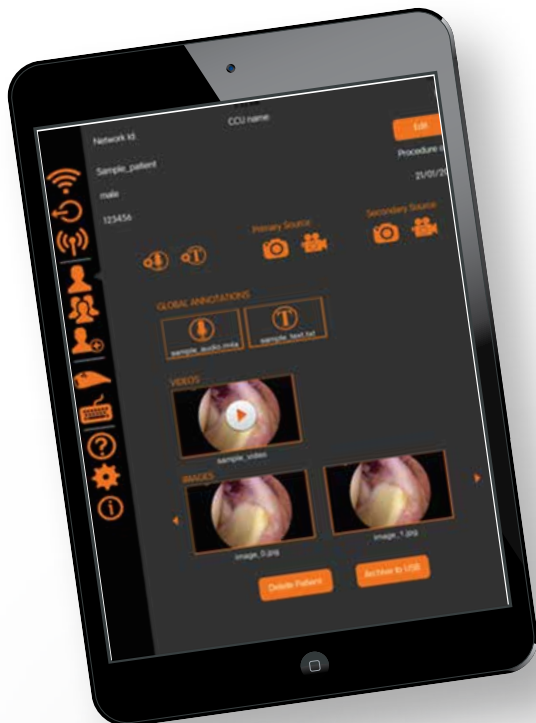 Network Id:
CCU name:
Edit
Sample_patient
Procedure
male
21/01/20
123456
Primary Source:
Secondary Source:
GLOBAL ANNOTATIONS
sample_audio.m4a
sample_text.txt
T
VIDEOS
sample_video
IMAGES
image_0.jpg
image_1.jpg
Delete Patient
Archive to USB